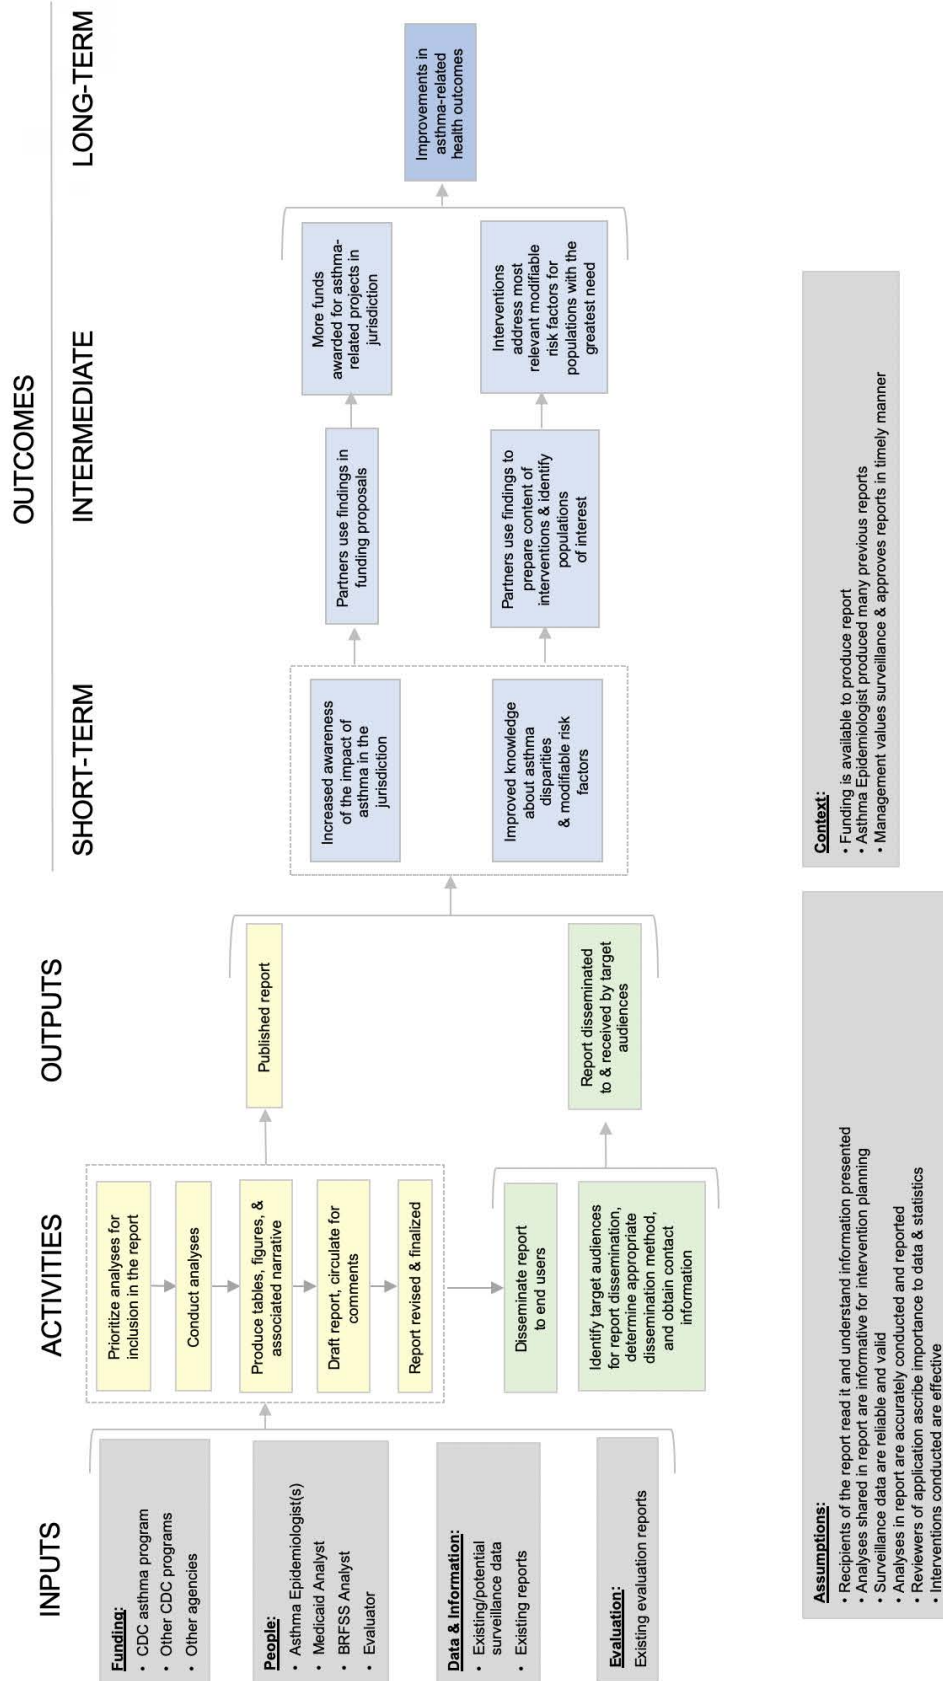 INPUTS
ACTIVITIES
OUTPUTS
OUTCOMES
SHORT-TERM
INTERMEDIATE
LONG-TERM
Funding:
• CDC asthma program
• Other CDC programs
• Other agencies
People:
• Asthma Epidemiologist(s)
• Medicaid Analyst
• BRFSS Analyst
• Evaluator
Data & Information:
• Existing/potential
surveillance data
• Existing reports
Evaluation:
Existing evaluation reports
Prioritize analyses for
inclusion in the report
Conduct analyses
Produce tables, figures, &
associated narrative
Draft report, circulate for
comments
Report revised & finalized
Disseminate report
to end users
Identify target audiences
for report dissemination,
determine appropriate
dissemination method,
and obtain contact
information
Published report
Report disseminated
to & received by target
audiences
Increased awareness
of the impact of
asthma in the
jurisdiction
Improved knowledge
about asthma
disparities
& modifiable risk
factors
Partners use findings in
funding proposals
Partners use findings to
prepare content of
interventions & identify
populations
of interest
More funds
awarded for asthma-
related projects in
jurisdiction
Interventions
address most
relevant modifiable
risk factors for
populations with the
greatest need
Improvements in
asthma-related
health outcomes
Assumptions:
• Recipients of the report read it and understand information presented
• Analyses shared in report are informative for intervention planning
• Surveillance data are reliable and valid
• Analyses in report are accurately conducted and reported
• Reviewers of application ascribe importance to data & statistics
• Interventions conducted are effective
Context:
• Funding is available to produce report
• Asthma Epidemiologist produced many previous reports
• Management values surveillance & approves reports in timely manner